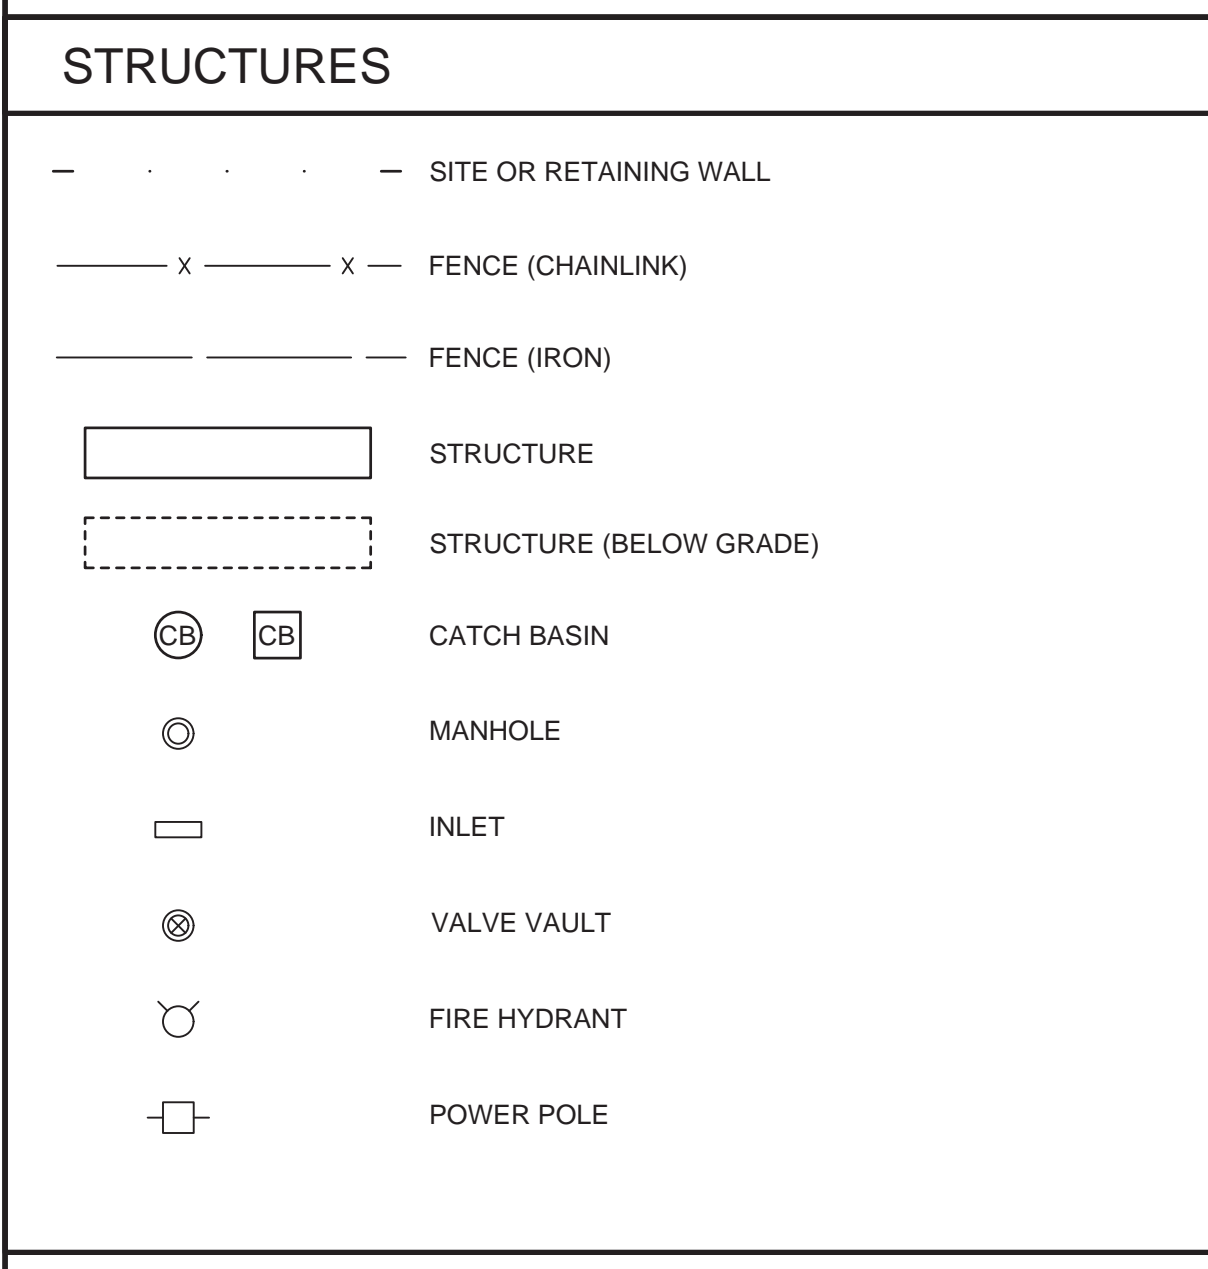 STRUCTURES
SITE OR RETAINING WALL
X X FENCE (CHAINLINK)
FENCE (IRON)
STRUCTURE
STRUCTURE (BELOW GRADE)
CB CB CATCH BASIN
MANHOLE
INLET
VALVE VAULT
FIRE HYDRANT
POWER POLE